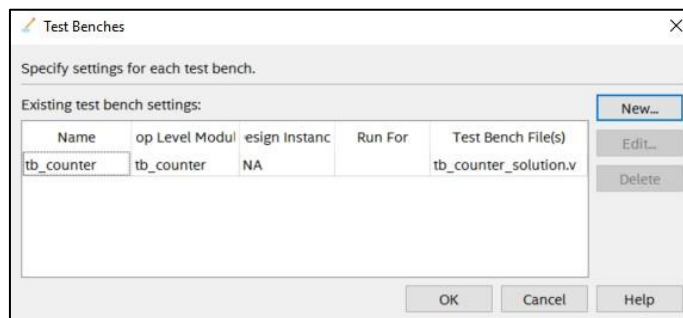 Test Benches
Specify settings for each test bench.
Existing test bench settings:
New...
Name op Level Modul esign Instanc Run For Test Bench File(s)
Edit...
tb_counter tb_counter NA tb_counter_solution.v
Delete
OK Cancel Help